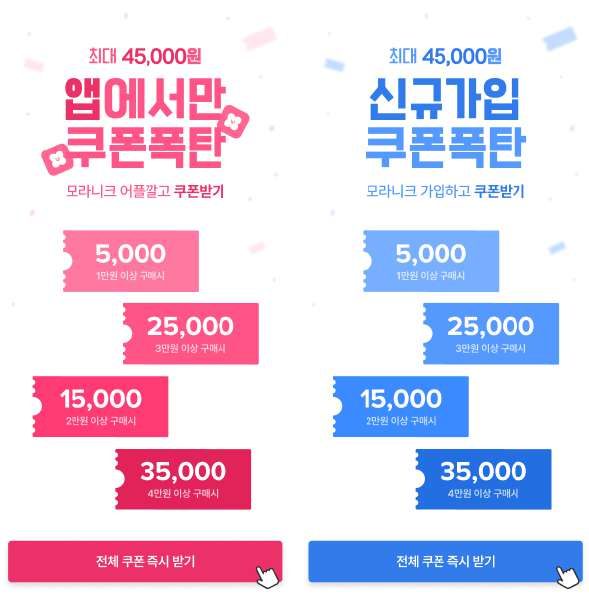 최대 45,000원
앱에서만
쿠폰폭탄
모라니크 어플깔고 쿠폰받기
5,000
1만원 이상 구매시
25,000
3만원 이상 구매시
15,000
2만원 이상 구매시
35,000
4만원 이상 구매시
전체 쿠폰 즉시 받기
최대 45,000원
신규가입
쿠폰폭탄
모라니크 가입하고 쿠폰받기
5,000
1만원 이상 구매시
25,000
3만원 이상 구매시
15,000
2만원 이상 구매시
35,000
4만원 이상 구매시
전체 쿠폰 즉시 받기